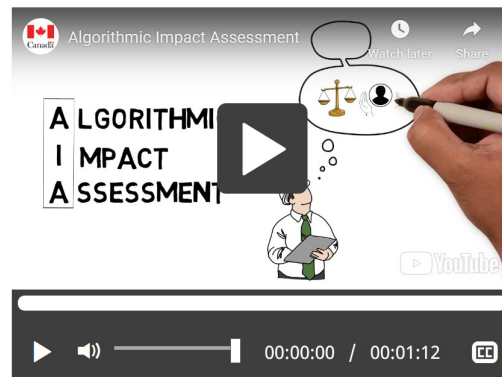 Canada
Algorithmic Impact Assessment
Watch later
Share
ALGORITHMI
IMPACT
ASSESSMENT
YouTube
00:00:00 / 00:01:12
CC